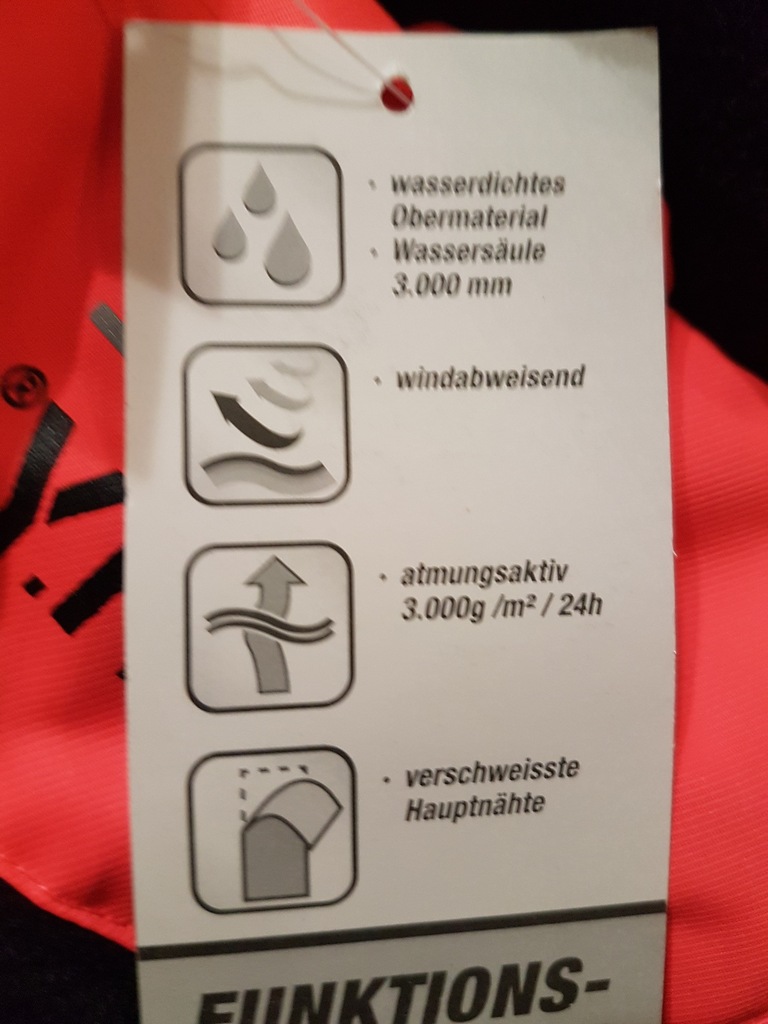 • wasserdichtes
Obermaterial
• Wassersäule
3.000 mm
• windabweisend
• atmungsaktiv
3.000g /m² / 24h
• verschweisste
Hauptnähte
FUNKTIONS-
®